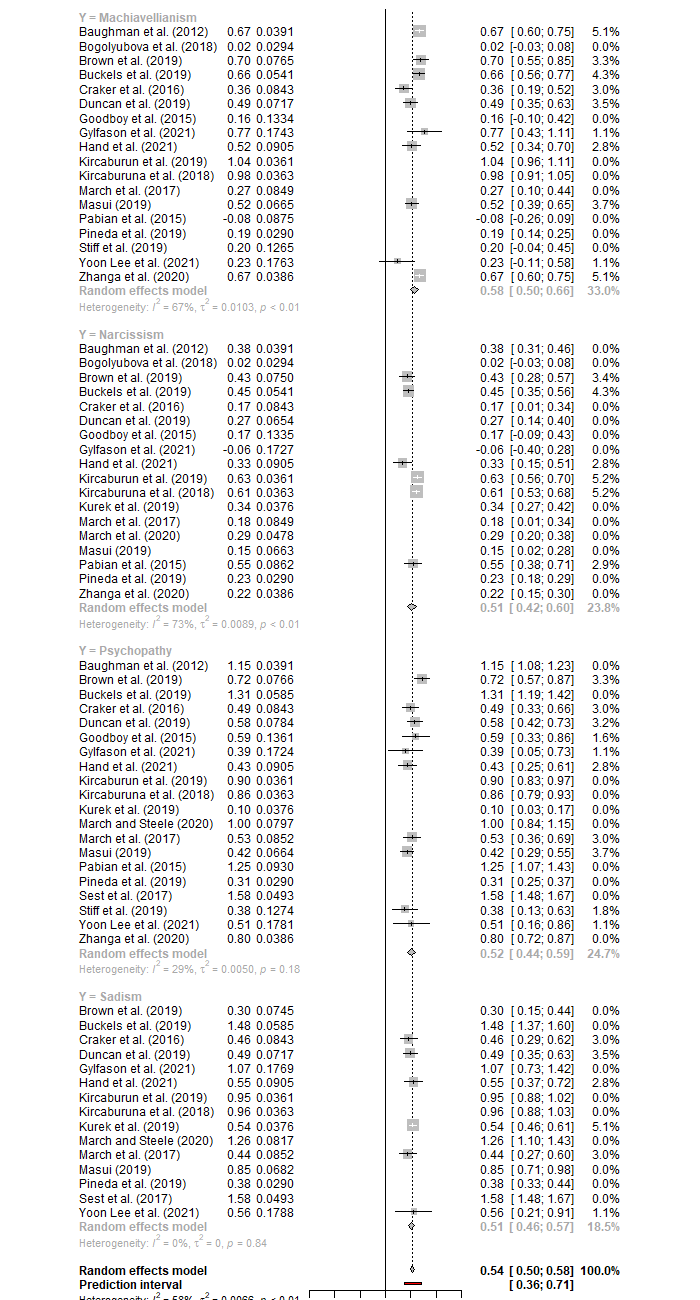 Y = Machiavellianism
Baughman et al. (2012) 0.67 0.0391 0.67 [0.60; 0.75] 5.1%
Bogolyubova et al. (2018) 0.02 0.0294 0.02 [-0.03; 0.08] 0.0%
Brown et al. (2019) 0.70 0.0765 0.70 [0.55; 0.85] 3.3%
Buckels et al. (2019) 0.66 0.0541 0.66 [0.56; 0.77] 4.3%
Craker et al. (2016) 0.36 0.0843 0.36 [0.19; 0.52] 3.0%
Duncan et al. (2019) 0.49 0.0717 0.49 [0.35; 0.63] 3.5%
Goodboy et al. (2015) 0.16 0.1334 0.16 [-0.10; 0.42] 0.0%
Gylfason et al. (2021) 0.77 0.1743 0.77 [0.43; 1.11] 1.1%
Hand et al. (2021) 0.52 0.0905 0.52 [0.34; 0.70] 2.8%
Kircaburun et al. (2019) 1.04 0.0361 1.04 [0.96; 1.11] 0.0%
Kircaburuna et al. (2018) 0.98 0.0363 0.98 [0.91; 1.05] 0.0%
March et al. (2017) 0.27 0.0849 0.27 [0.10; 0.44] 0.0%
Masui (2019) 0.52 0.0665 0.52 [0.39; 0.65] 3.7%
Pabian et al. (2015) -0.08 0.0875 -0.08 [-0.26; 0.09] 0.0%
Pineda et al. (2019) 0.19 0.0290 0.19 [0.14; 0.25] 0.0%
Stiff et al. (2019) 0.20 0.1265 0.20 [-0.04; 0.45] 0.0%
Yoon Lee et al. (2021) 0.23 0.1763 0.23 [-0.11; 0.58] 1.1%
Zhanga et al. (2020) 0.67 0.0386 0.67 [0.60; 0.75] 5.1%
Random effects model 0.58 [0.50; 0.66] 33.0%
Heterogeneity: I² = 67%, τ² = 0.0103, p < 0.01
Y = Narcissism
Baughman et al. (2012) 0.38 0.0391 0.38 [0.31; 0.46] 0.0%
Bogolyubova et al. (2018) 0.02 0.0294 0.02 [-0.03; 0.08] 0.0%
Brown et al. (2019) 0.43 0.0750 0.43 [0.28; 0.57] 3.4%
Buckels et al. (2019) 0.45 0.0541 0.45 [0.35; 0.56] 4.3%
Craker et al. (2016) 0.17 0.0843 0.17 [0.01; 0.34] 0.0%
Duncan et al. (2019) 0.27 0.0654 0.27 [0.14; 0.40] 0.0%
Goodboy et al. (2015) 0.17 0.1335 0.17 [-0.09; 0.43] 0.0%
Gylfason et al. (2021) -0.06 0.1727 -0.06 [-0.40; 0.28] 0.0%
Hand et al. (2021) 0.33 0.0905 0.33 [0.15; 0.51] 2.8%
Kircaburun et al. (2019) 0.63 0.0361 0.63 [0.56; 0.70] 5.2%
Kircaburuna et al. (2018) 0.61 0.0363 0.61 [0.53; 0.68] 5.2%
Kurek et al. (2019) 0.34 0.0376 0.34 [0.27; 0.42] 0.0%
March et al. (2017) 0.18 0.0849 0.18 [0.01; 0.34] 0.0%
March et al. (2020) 0.29 0.0478 0.29 [0.20; 0.38] 0.0%
Masui (2019) 0.15 0.0663 0.15 [0.02; 0.28] 0.0%
Pabian et al. (2015) 0.55 0.0862 0.55 [0.38; 0.71] 2.9%
Pineda et al. (2019) 0.23 0.0290 0.23 [0.18; 0.29] 0.0%
Zhanga et al. (2020) 0.22 0.0386 0.22 [0.15; 0.30] 0.0%
Random effects model 0.51 [0.42; 0.60] 23.8%
Heterogeneity: I² = 73%, τ² = 0.0089, p < 0.01
Y = Psychopathy
Baughman et al. (2012) 1.15 0.0391 1.15 [1.08; 1.23] 0.0%
Brown et al. (2019) 0.72 0.0766 0.72 [0.57; 0.87] 3.3%
Buckels et al. (2019) 1.31 0.0585 1.31 [1.19; 1.42] 0.0%
Craker et al. (2016) 0.49 0.0843 0.49 [0.33; 0.66] 3.0%
Duncan et al. (2019) 0.58 0.0784 0.58 [0.42; 0.73] 3.2%
Goodboy et al. (2015) 0.59 0.1361 0.59 [0.33; 0.86] 1.6%
Gylfason et al. (2021) 0.39 0.1724 0.39 [0.05; 0.73] 1.1%
Hand et al. (2021) 0.43 0.0905 0.43 [0.25; 0.61] 2.8%
Kircaburun et al. (2019) 0.90 0.0361 0.90 [0.83; 0.97] 0.0%
Kircaburuna et al. (2018) 0.86 0.0363 0.86 [0.79; 0.93] 0.0%
Kurek et al. (2019) 0.10 0.0376 0.10 [0.03; 0.17] 0.0%
March and Steele (2020) 1.00 0.0797 1.00 [0.84; 1.15] 0.0%
March et al. (2017) 0.53 0.0852 0.53 [0.36; 0.69] 3.0%
Masui (2019) 0.42 0.0664 0.42 [0.29; 0.55] 3.7%
Pabian et al. (2015) 1.25 0.0930 1.25 [1.07; 1.43] 0.0%
Pineda et al. (2019) 0.31 0.0290 0.31 [0.25; 0.37] 0.0%
Sest et al. (2017) 1.58 0.0493 1.58 [1.48; 1.67] 0.0%
Stiff et al. (2019) 0.38 0.1274 0.38 [0.13; 0.63] 1.8%
Yoon Lee et al. (2021) 0.51 0.1781 0.51 [0.16; 0.86] 1.1%
Zhanga et al. (2020) 0.80 0.0386 0.80 [0.72; 0.87] 0.0%
Random effects model 0.52 [0.44; 0.59] 24.7%
Heterogeneity: I² = 29%, τ² = 0.0050, p = 0.18
Y = Sadism
Brown et al. (2019) 0.30 0.0745 0.30 [0.15; 0.44] 0.0%
Buckels et al. (2019) 1.48 0.0585 1.48 [1.37; 1.60] 0.0%
Craker et al. (2016) 0.46 0.0843 0.46 [0.29; 0.62] 3.0%
Duncan et al. (2019) 0.49 0.0717 0.49 [0.35; 0.63] 3.5%
Gylfason et al. (2021) 1.07 0.1769 1.07 [0.73; 1.42] 0.0%
Hand et al. (2021) 0.55 0.0905 0.55 [0.37; 0.72] 2.8%
Kircaburun et al. (2019) 0.95 0.0361 0.95 [0.88; 1.02] 0.0%
Kircaburuna et al. (2018) 0.96 0.0363 0.96 [0.88; 1.03] 0.0%
Kurek et al. (2019) 0.54 0.0376 0.54 [0.46; 0.61] 5.1%
March and Steele (2020) 1.26 0.0817 1.26 [1.10; 1.43] 0.0%
March et al. (2017) 0.44 0.0852 0.44 [0.27; 0.60] 3.0%
Masui (2019) 0.85 0.0682 0.85 [0.71; 0.98] 0.0%
Pineda et al. (2019) 0.38 0.0290 0.38 [0.33; 0.44] 0.0%
Sest et al. (2017) 1.58 0.0493 1.58 [1.48; 1.67] 0.0%
Yoon Lee et al. (2021) 0.56 0.1788 0.56 [0.21; 0.91] 1.1%
Random effects model 0.51 [0.46; 0.57] 18.5%
Heterogeneity: I² = 0%, τ² = 0, p = 0.84
Random effects model 0.54 [0.50; 0.58] 100.0%
Prediction interval [0.36; 0.71]
Heterogeneity: I² = 58%, τ² = 0.0066, p < 0.01